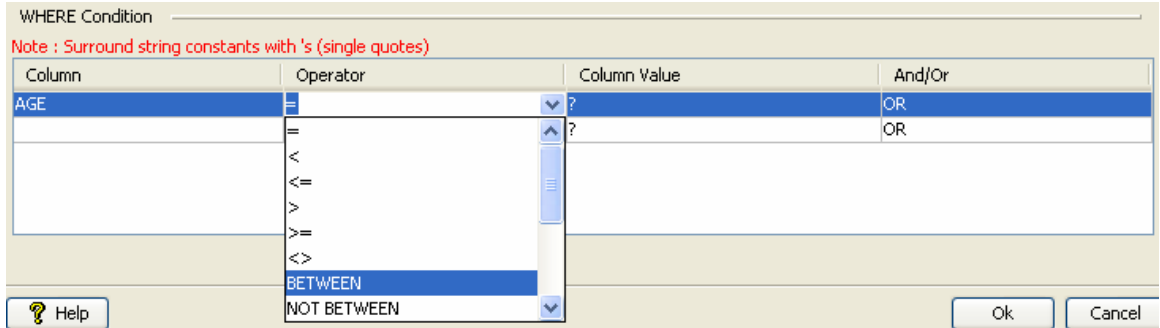 WHERE Condition
Note : Surround string constants with 's (single quotes)
Column Operator Column Value And/Or
AGE = ? OR
= ? OR
<
<=
>
>=
<>
BETWEEN
NOT BETWEEN
Help Ok Cancel